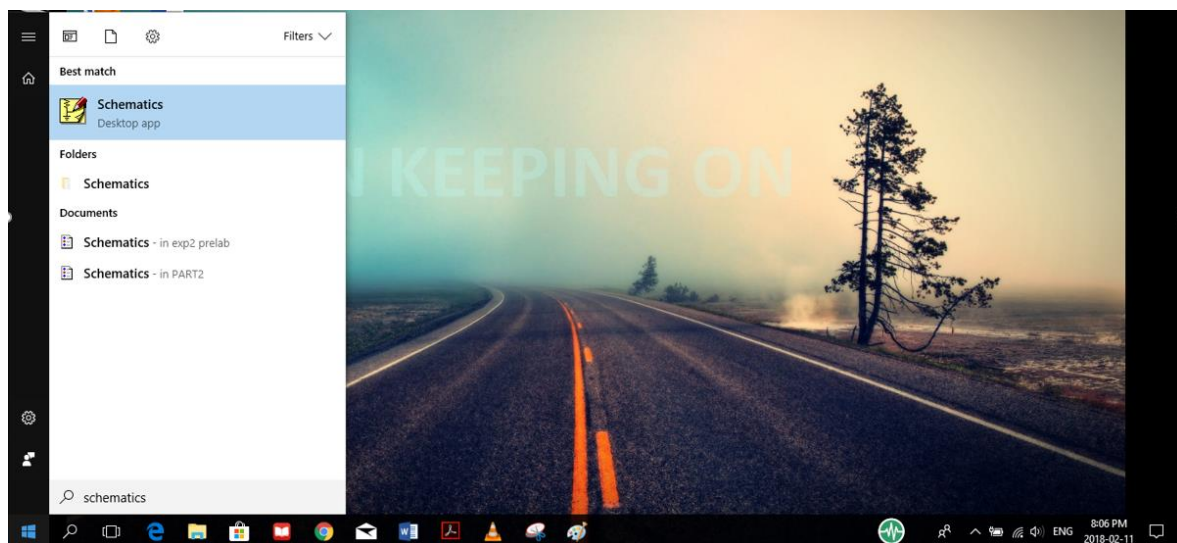 Filters
Best match
Schematics
Desktop app
Folders
Schematics
Documents
Schematics - in exp2 prelab
Schematics - in PART2
KEEPING ON
schematics
ENG
8:06 PM
2018-02-11